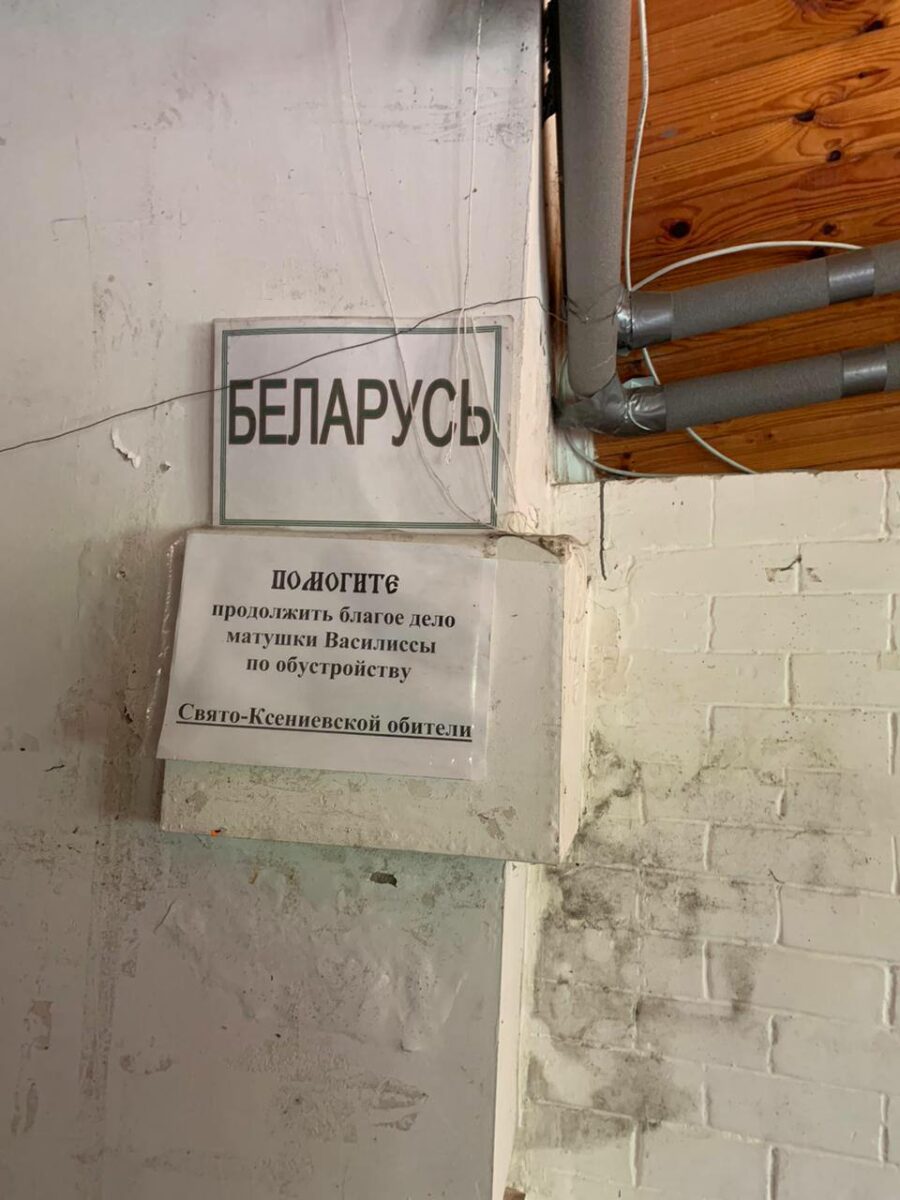 БЕЛАРУСЬ
ПОМОГИТЕ
продолжить благое дело
матушки Василиссы
по обустройству
Свято-Ксениевской обители